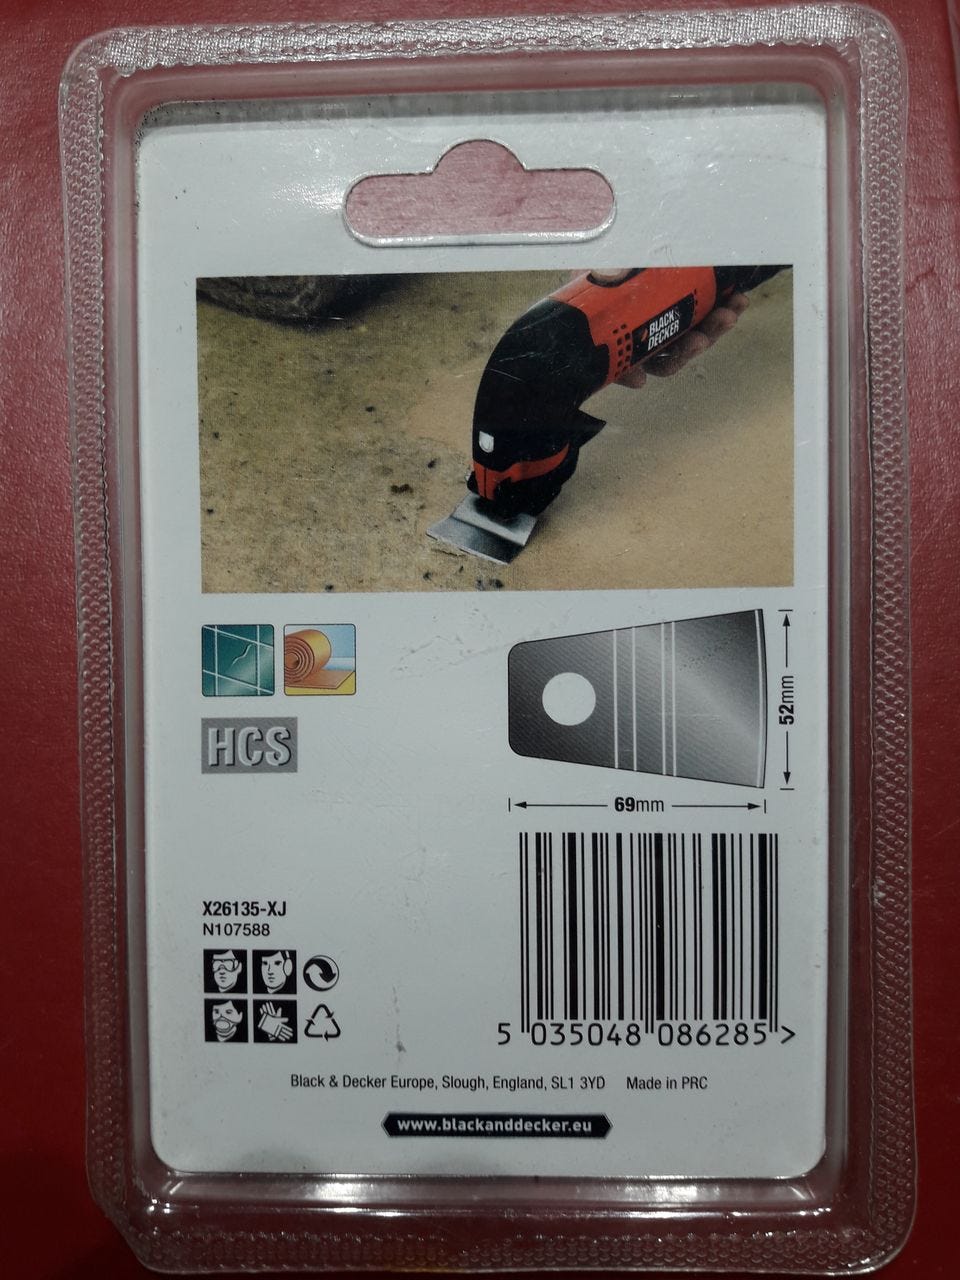 BLACK&
DECKER
52mm
HCS
69mm
X26135-XJ
N107588
5 035048 086285 >
Black & Decker Europe, Slough, England, SL1 3YD Made in PRC
www.blackanddecker.eu